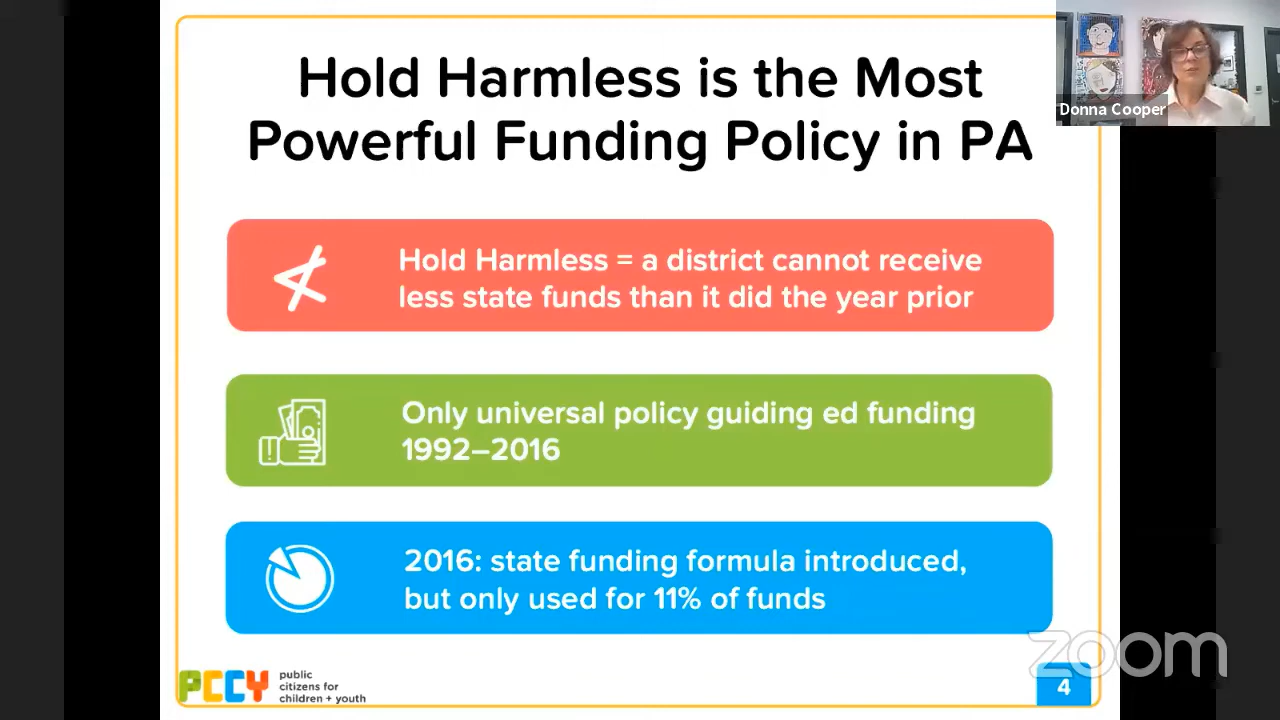 Hold Harmless is the Most
Powerful Funding Policy in PA
Donna Cooper
Hold Harmless = a district cannot receive
less state funds than it did the year prior
Only universal policy guiding ed funding
1992–2016
2016: state funding formula introduced,
but only used for 11% of funds
PCCY
public
citizens for
children + youth
zoom
4